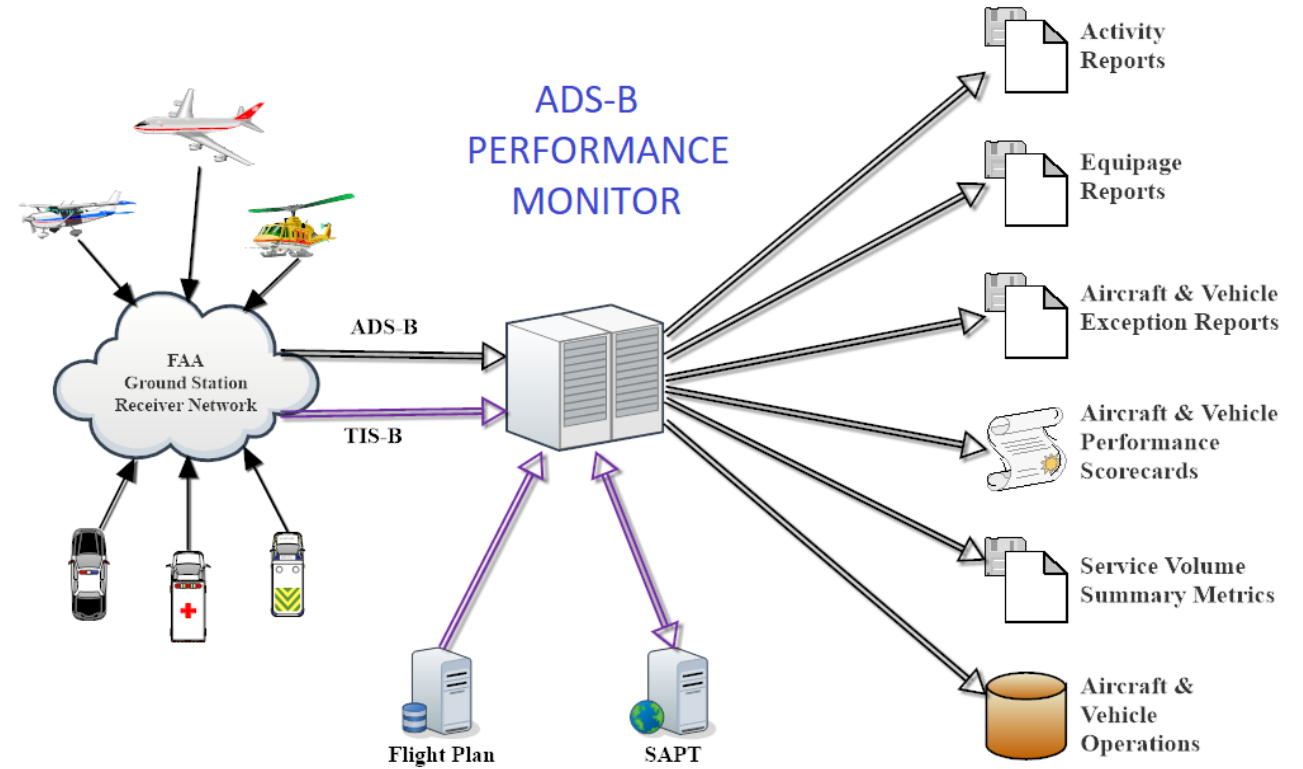 ADS-B
PERFORMANCE
MONITOR
FAA
Ground Station
Receiver Network
ADS-B
TIS-B
Flight Plan
SAPT
Activity
Reports
Equipage
Reports
Aircraft & Vehicle
Exception Reports
Aircraft & Vehicle
Performance
Scorecards
Service Volume
Summary Metrics
Aircraft &
Vehicle
Operations